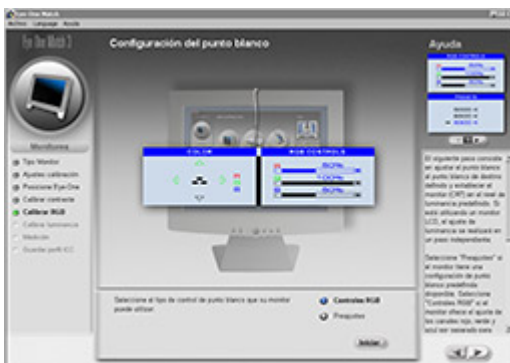 Eye One Match
Archivo Language Ayuda
Eye One Match 3
Configuración del punto blanco
Ayuda
RGB CONTROLS
Monitores
Tipo Monitor
Ajustes calibración
Posicione Eye-One
Calibrar contraste
Calibrar RGB
Calibrar luminancia
Medición
Guardar perfil ICC
COLOR
RGB CONTROLS
R 80%
G 100%
B 80%
Seleccione el tipo de control de punto blanco que su monitor
puede utilizar.
Controles RGB
Preajustes
Iniciar
El siguiente paso consiste
en ajustar el punto blanco
al punto blanco de destino
definido y establecer el
monitor (CRT) en el nivel de
luminancia predefinido. Si
está utilizando un monitor
LCD, el ajuste de
luminancia se realizará en
un paso independiente.
Seleccione "Preajustes" si
el monitor tiene una
configuración de punto
blanco predefinida
disponible. Seleccione
"Controles RGB" si el
monitor ofrece el ajuste de
los canales rojo, verde y
azul por separado para